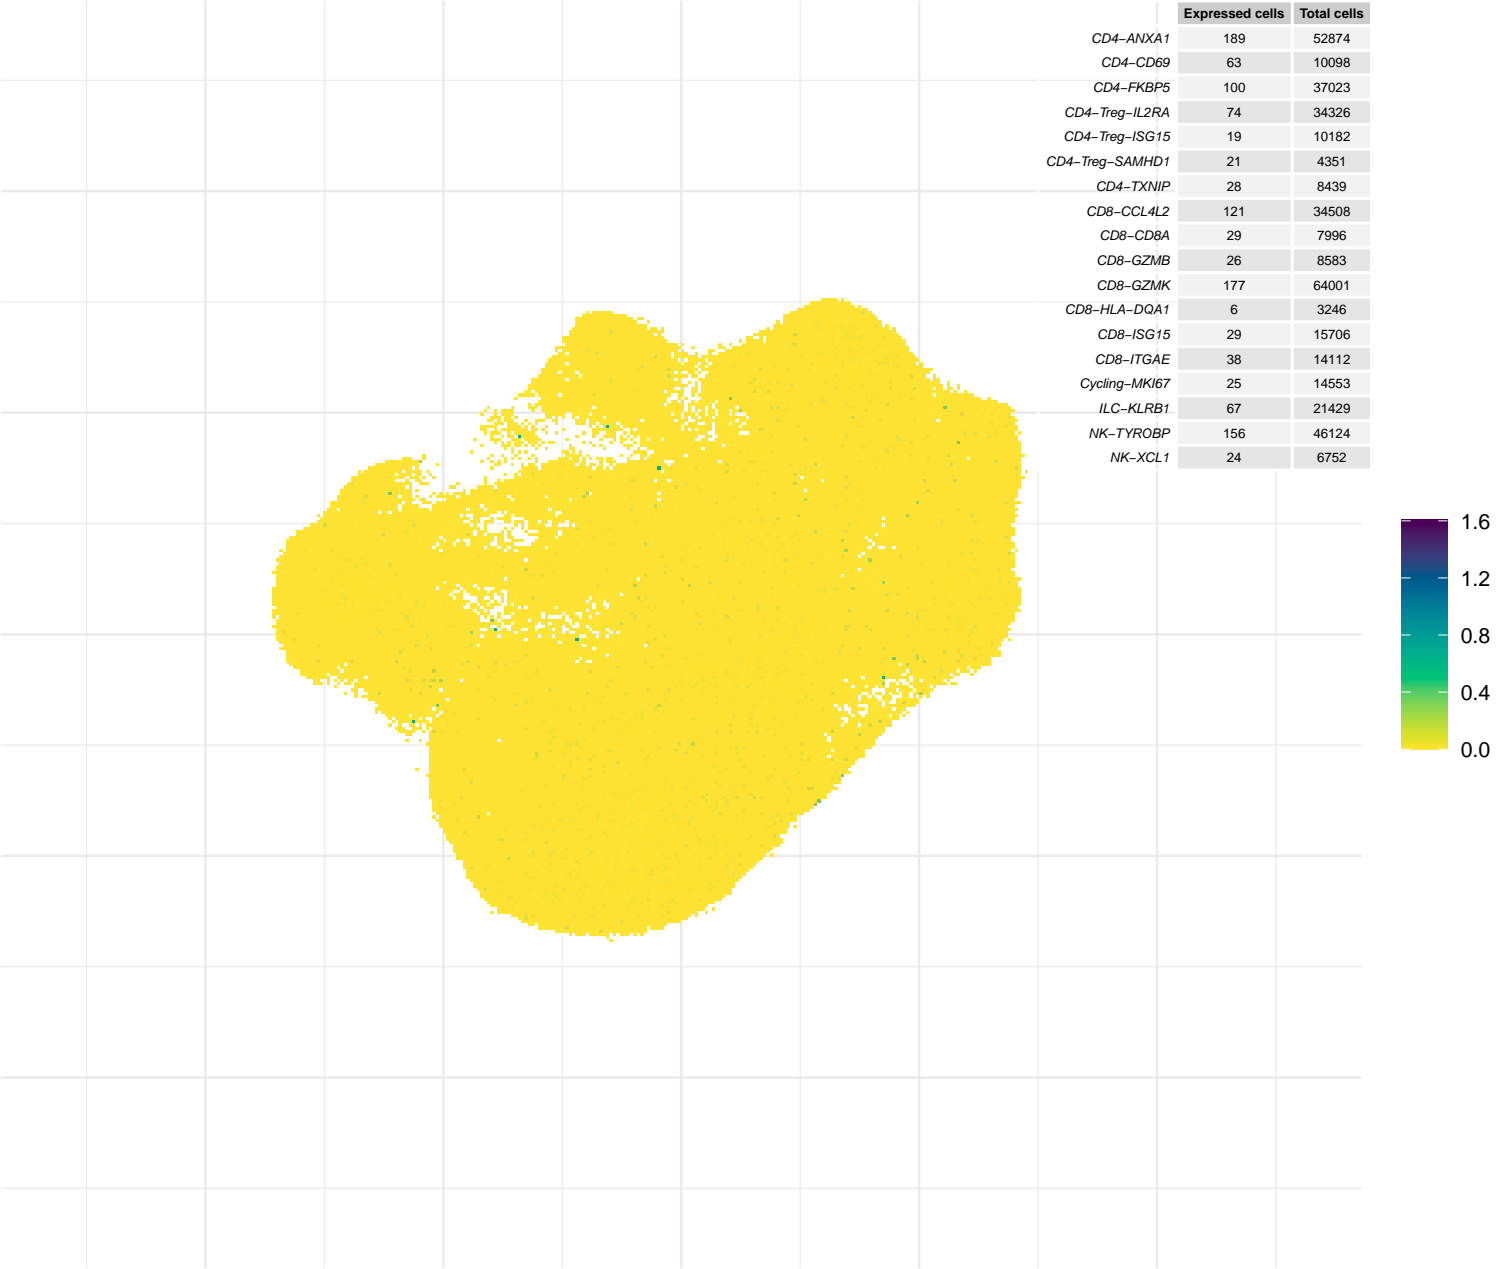 Expressed cells Total cells
CD4−ANXA1 189 52874
CD4−CD69 63 10098
CD4−FKBP5 100 37023
CD4−Treg−IL2RA 74 34326
CD4−Treg−ISG15 19 10182
CD4−Treg−SAMHD1 21 4351
CD4−TXNIP 28 8439
CD8−CCL4L2 121 34508
CD8−CD8A 29 7996
CD8−GZMB 26 8583
CD8−GZMK 177 64001
CD8−HLA−DQA1 6 3246
CD8−ISG15 29 15706
CD8−ITGAE 38 14112
Cycling−MKI67 25 14553
ILC−KLRB1 67 21429
NK−TYROBP 156 46124
NK−XCL1 24 6752
1.6
1.2
0.8
0.4
0.0